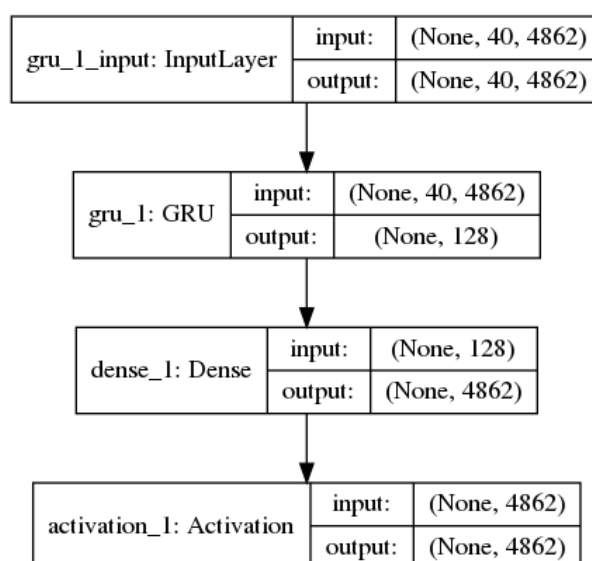 gru_1_input: InputLayer
input: (None, 40, 4862)
output: (None, 40, 4862)
gru_1: GRU
input: (None, 40, 4862)
output: (None, 128)
dense_1: Dense
input: (None, 128)
output: (None, 4862)
activation_1: Activation
input: (None, 4862)
output: (None, 4862)